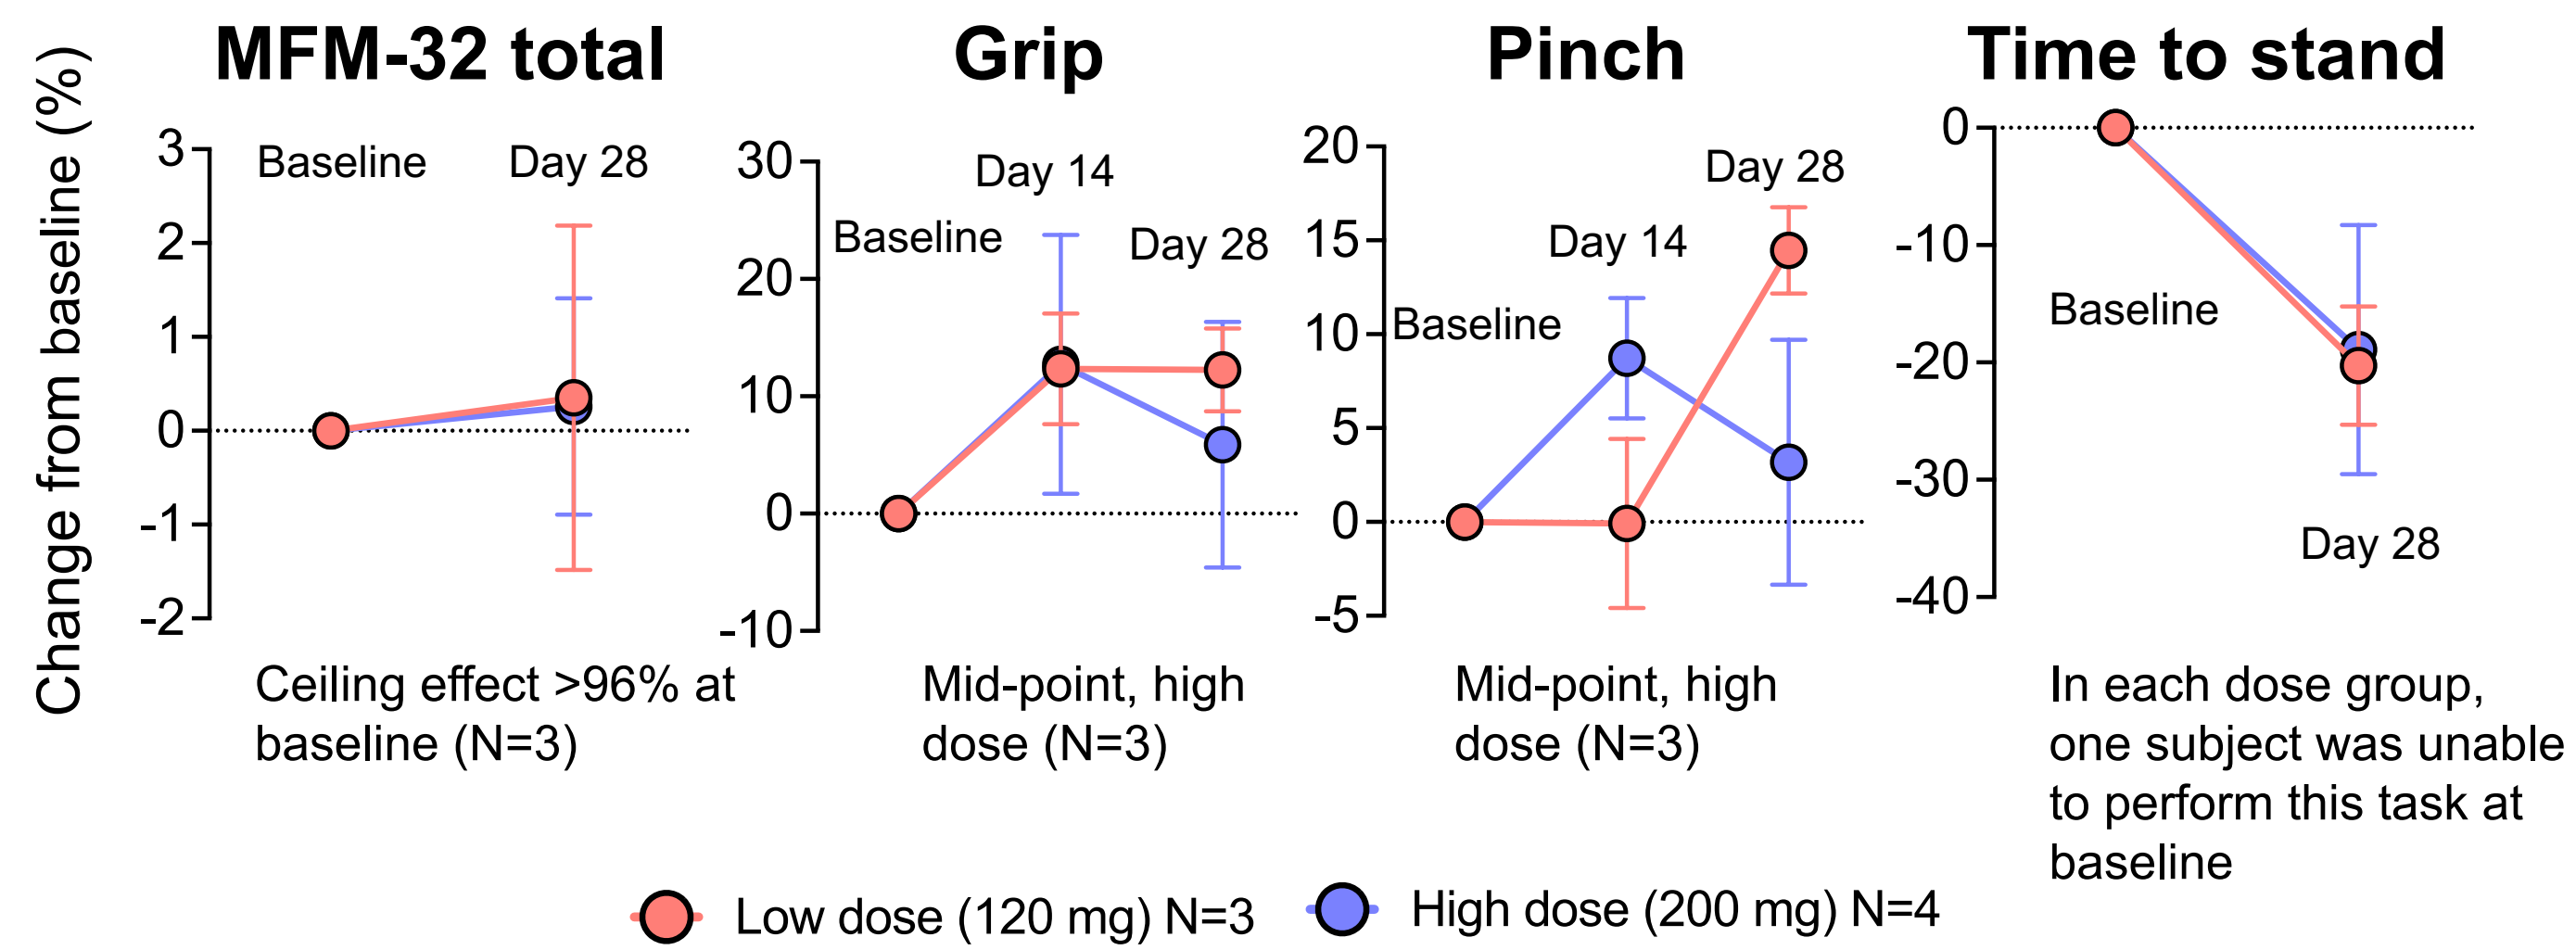 Change from baseline (%)
MFM-32 total
3
2
1
0
-1
-2
Baseline
Day 28
Ceiling effect >96% at
baseline (N=3)
Grip
30
20
10
0
-10
Baseline
Day 14
Day 28
Mid-point, high
dose (N=3)
Pinch
20
15
10
5
0
-5
Baseline
Day 14
Day 28
Mid-point, high
dose (N=3)
Time to stand
0
-10
-20
-30
-40
Baseline
Day 28
In each dose group,
one subject was unable
to perform this task at
baseline
Low dose (120 mg) N=3
High dose (200 mg) N=4